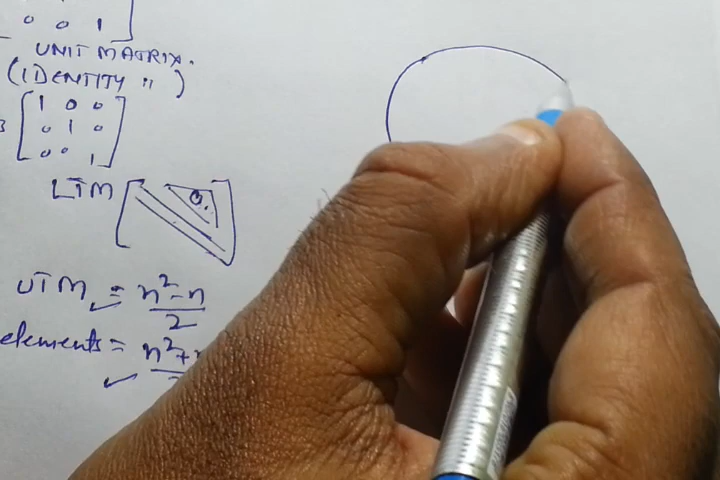 0 0 1
UNIT MATRIX.
(IDENTITY ")
3 1 0 0
0 1 0
0 0 1
LTM 0.
UTM = n²-n
2
elements = n²+